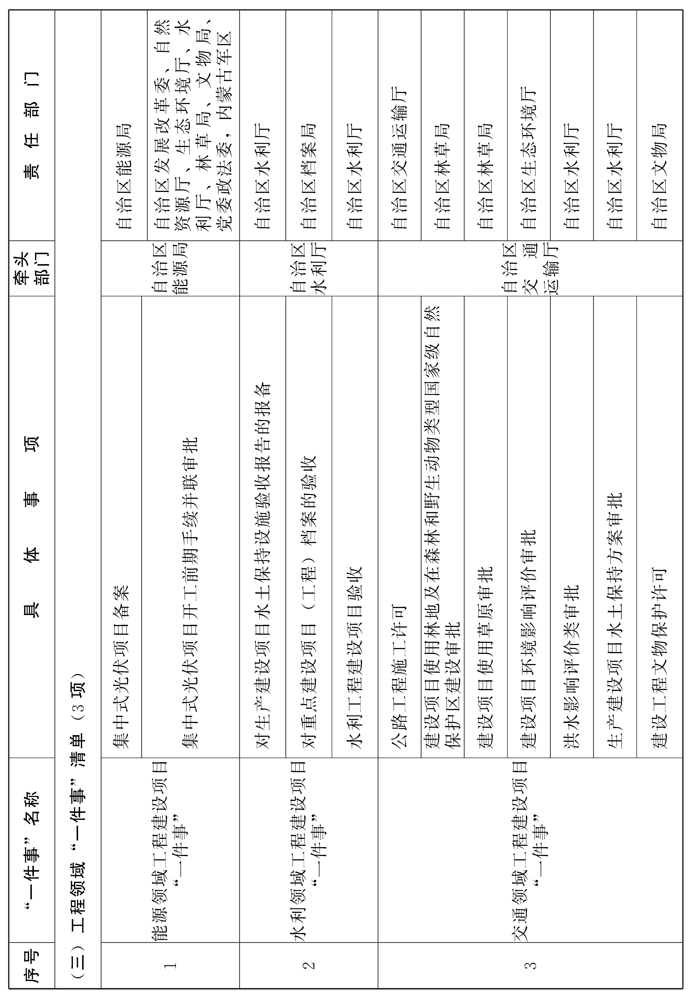 序号
“一件事”名称
具体事项
牵头
部门
责任部门
（三）工程领域“一件事”清单（3项）
1
能源领域工程建设项目
“一件事”
集中式光伏项目备案
自治区
能源局
自治区能源局
集中式光伏项目开工前期手续并联审批
自治区发展改革委、自然
资源厅、生态环境厅、水
利厅、林草局、文物局、
党委政法委，内蒙古军区
2
水利领域工程建设项目
“一件事”
对生产建设项目水土保持设施验收报告的报备
自治区
水利厅
自治区水利厅
对重点建设项目（工程）档案的验收
自治区档案局
水利工程建设项目验收
自治区水利厅
3
交通领域工程建设项目
“一件事”
公路工程施工许可
自治区
交通
运输厅
自治区交通运输厅
建设项目使用林地及在森林和野生动物类型国家级自然
保护区建设审批
自治区林草局
建设项目使用草原审批
自治区林草局
建设项目环境影响评价审批
自治区生态环境厅
洪水影响评价类审批
自治区水利厅
生产建设项目水土保持方案审批
自治区水利厅
建设工程文物保护许可
自治区文物局